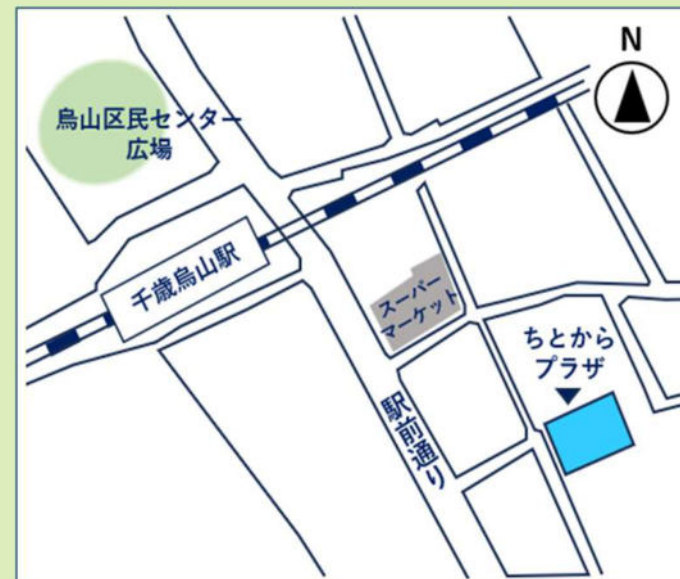 N
烏山区民センター
広場
千歳烏山駅
スーパー
マーケット
ちとから
プラザ
駅前通り